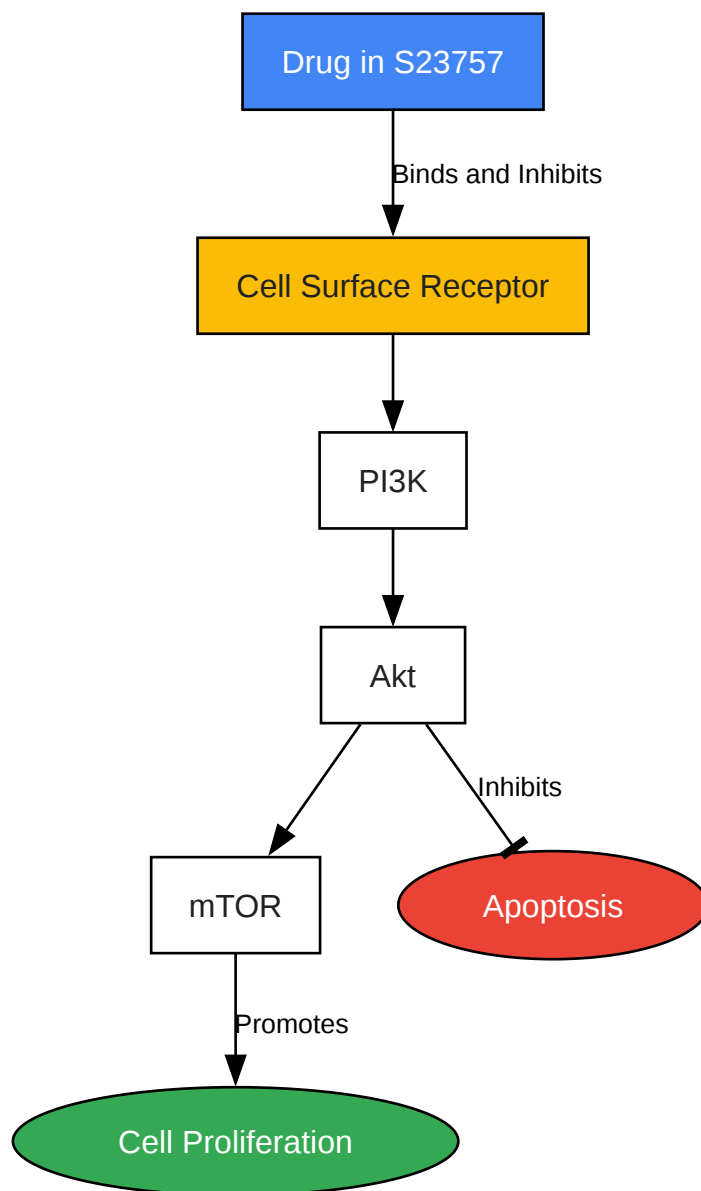 Drug in S23757
Binds and Inhibits
Cell Surface Receptor
PI3K
Akt
Inhibits
mTOR
Apoptosis
Promotes
Cell Proliferation